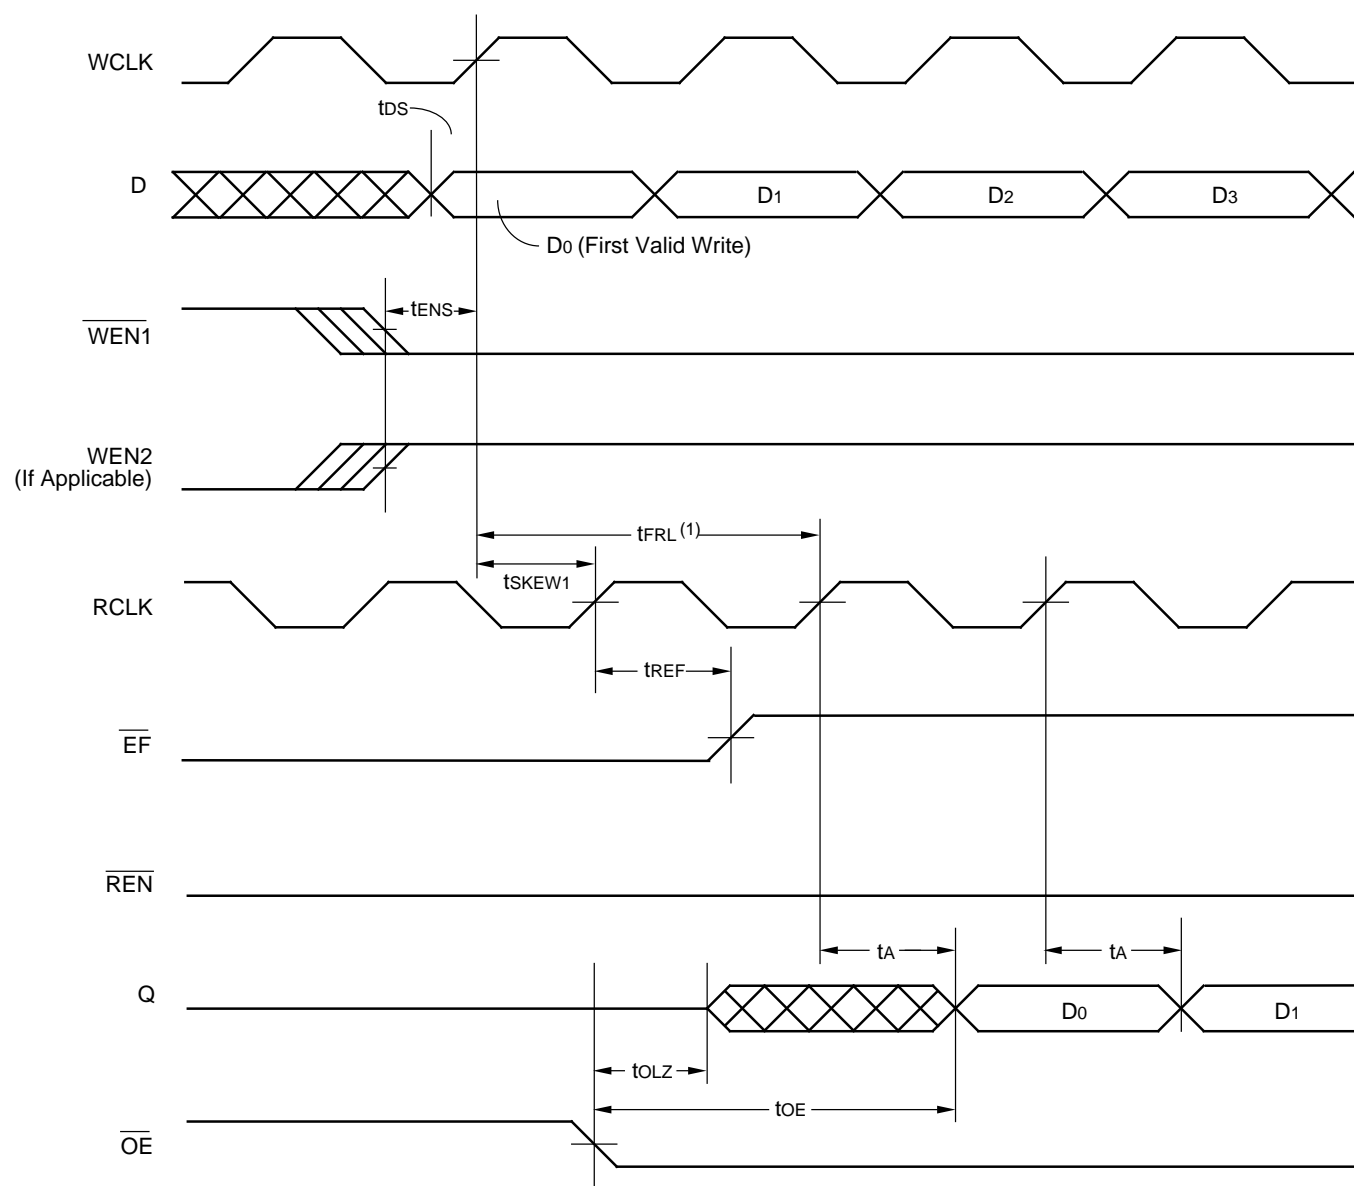 WCLK
tDS
D
D1
D2
D3
D0 (First Valid Write)
tENS
WEN1
WEN2
(If Applicable)
tFRL (1)
tSKEW1
RCLK
tREF
EF
REN
tA
tA
Q
D0
D1
tOLZ
tOE
OE